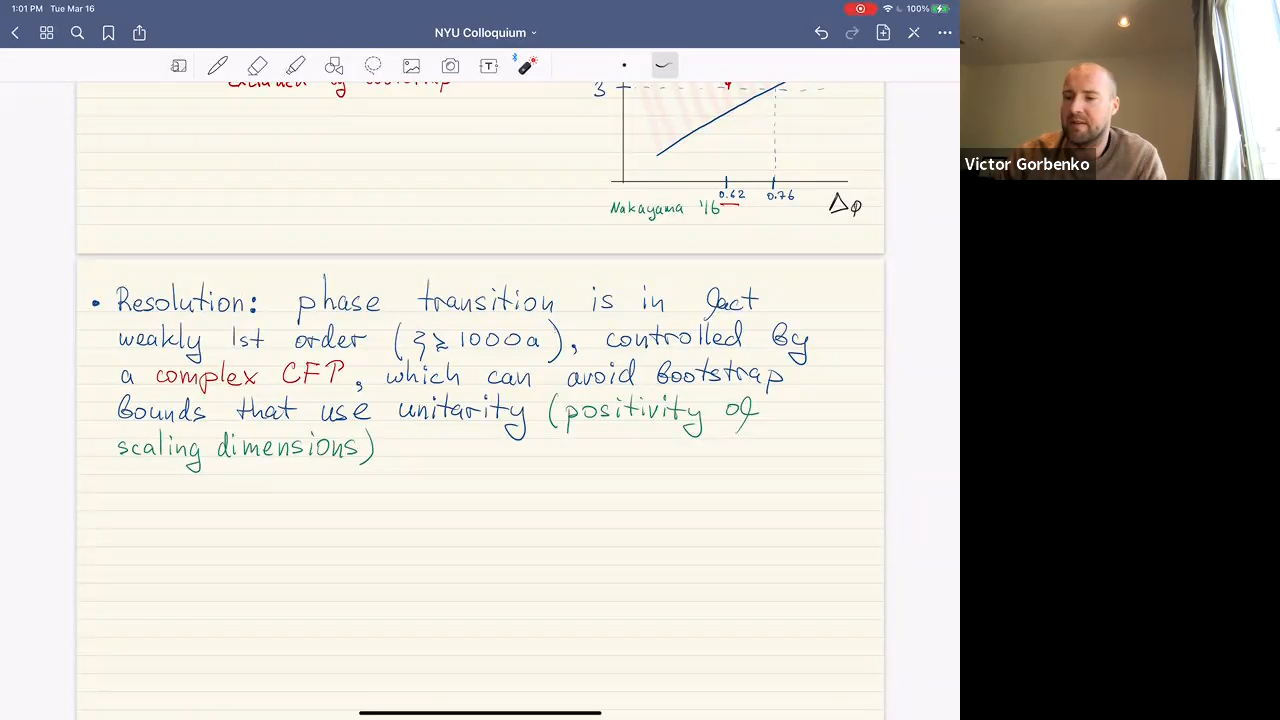 1:01 PM Tue Mar 16
100%
NYU Colloquium
by bootstrap
3
0.62 0.76
Nakayama '16
Δφ
• Resolution: phase transition is in fact
weakly 1st order (ξ ≳ 1000a), controlled by
a complex CFT, which can avoid bootstrap
bounds that use unitarity (positivity of
scaling dimensions)
Victor Gorbenko